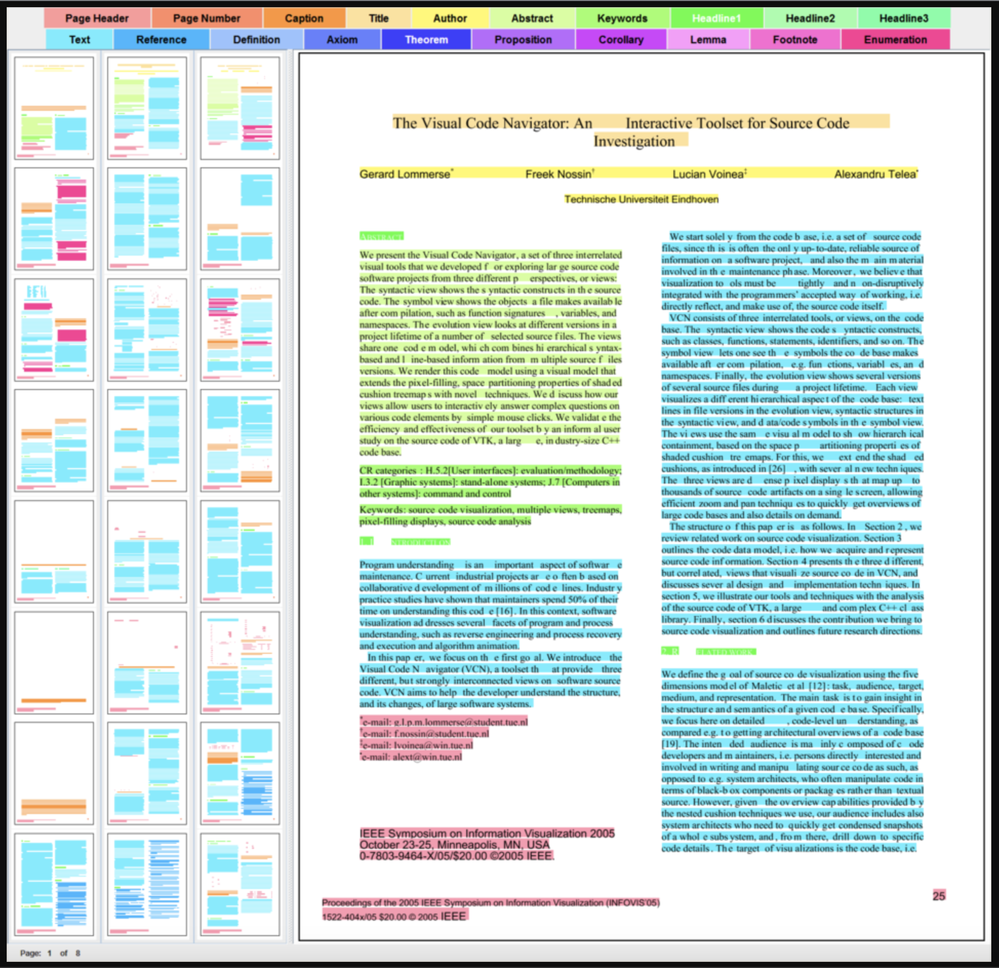 Page Header Page Number Caption Title Author Abstract Keywords Headline1 Headline2 Headline3
Text Reference Definition Axiom Theorem Proposition Corollary Lemma Footnote Enumeration
The Visual Code Navigator: An Interactive Toolset for Source Code
Investigation
Gerard Lommerse* Freek Nossin† Lucian Voinea‡ Alexandru Telea*
Technische Universiteit Eindhoven
ABSTRACT
We present the Visual Code Navigator, a set of three interrelated
visual tools that we developed f or exploring lar ge source code
software projects from three different p erspectives, or views:
The syntactic view shows the s yntactic constructs in th e source
code. The symbol view shows the objects a file makes availab le
after com pilation, such as function signatures , variables, and
namespaces. The evolution view looks at different versions in a
project lifetime of a number of selected source files. The views
share one cod e m odel, whi ch com bines hi erarchical s yntax-
based and l ine-based inform ation from m ultiple source f iles
versions. We render this code model using a visual model that
extends the pixel-filling, space partitioning properties of shad ed
cushion treemap s with novel techniques. We d iscuss how our
views allow users to interactiv ely answer complex questions on
various code elements by simple mouse clicks. We validat e the
efficiency and effect iveness of our toolset b y an inform al user
study on the source code of VTK, a larg e, in dustry-size C++
code base.
CR categories : H.5.2[User interfaces]: evaluation/methodology;
I.3.2 [Graphic systems]: stand-alone systems; J.7 [Computers in
other systems]: command and control
Keywords: source code visualization, multiple views, treemaps,
pixel-filling displays, source code analysis
1. I NTRODUCTI ON
Program understanding is an important aspect of softwar e
maintenance. C urrent industrial projects ar e o ften b ased on
collaborative d evelopment of m illions of cod e lines. Industr y
practice studies have shown that maintainers spend 50% of their
time on understanding this cod e [16]. In this context, software
visualization ad dresses several facets of program and process
understanding, such as reverse engineering and process recovery
and execution and algorithm animation.
In this pap er, we focus on th e first go al. We introduce the
Visual Code N avigator (VCN), a toolset th at provide three
different, but strongly interconnected views on software source
code. VCN aims to help the developer understand the structure,
and its changes, of large software systems.
*e-mail: g.l.p.m.lommerse@student.tue.nl
†e-mail: f.nossin@student.tue.nl
‡e-mail: lvoinea@win.tue.nl
*e-mail: alext@win.tue.nl
IEEE Symposium on Information Visualization 2005
October 23-25, Minneapolis, MN, USA
0-7803-9464-X/05/$20.00 ©2005 IEEE.
We start solel y from the code b ase, i.e. a set of source code
files, since th is is often the onl y up-to-date, reliable source of
information on a software project, and also the m ain m aterial
involved in th e maintenance ph ase. Moreover, we believ e that
visualization to ols must be tightly and n on-disruptively
integrated with the programmers' accepted way of working, i.e.
directly reflect, and make use of, the source code itself.
VCN consists of three interrelated tools, or views, on the code
base. The syntactic view shows the code s yntactic constructs,
such as classes, functions, statements, identifiers, and so on. The
symbol view lets one see th e symbols the co de base makes
available aft er com pilation, e.g. fun ctions, variabl es, an d
namespaces. Finally, the evolution view shows several versions
of several source files during a project lifetime. Each view
visualizes a diff erent hi erarchical aspec t of the code base: text
lines in file versions in the evolution view, syntactic structures in
the syntactic view, and d ata/code symbols in th e symbol view.
The vi ews use the sam e visu al m odel to sh ow hierarch ical
containment, based on the space p artitioning properti es of
shaded cushion tre emaps. For this, we ext end the shad ed
cushions, as introduced in [26] , with sever al n ew techn iques.
The three views are d ense p ixel display s th at map up to
thousands of source code artifacts on a sing le screen, allowing
efficient zoom and pan techniqu es to quickly get overviews of
large code bases and also details on demand.
The structure o f this pap er is as follows. In Section 2 , we
review related work on source code visualization. Section 3
outlines the code data model, i.e. how we acquire and represent
source code inf ormation. Section 4 presents th e three d ifferent,
but correl ated, views that visuali ze source co de in VCN, and
discusses sever al design and implementation techn iques. In
section 5, we illustrate our tools and techniques with the analysis
of the source code of VTK, a large and com plex C++ cl ass
library. Finally, section 6 discusses the contribution we bring to
source code visualization and outlines future research directions.
2. R ELATED WORK
We define the g oal of source co de visualization using the five
dimensions mod el of Maletic et al [12]: task, audience, target,
medium, and representation. The main task is to gain insight in
the structure and semantics of a given cod e base. Specifically,
we focus here on detailed , code-level un derstanding, as
compared e.g. to getting architectural overviews of a code base
[19]. The inten ded audience is ma inly c omposed of c ode
developers and m aintainers, i.e. persons directly interested and
involved in writing and manipu lating sour ce co de as such, as
opposed to e.g. system architects, who often manipulate code in
terms of black-b ox components or packag es rather than textual
source. However, given the ov erview cap abilities provided b y
the nested cushion techniques we use, our audience includes also
system architects who need to quickly get condensed snapshots
of a whol e subs ystem, and , from there, drill down to specific
code details. Th e target of visu alizations is the code base, i.e.
25
Proceedings of the 2005 IEEE Symposium on Information Visualization (INFOVIS'05)
1522-404x/05 $20.00 © 2005 IEEE
Page: 1 of 8